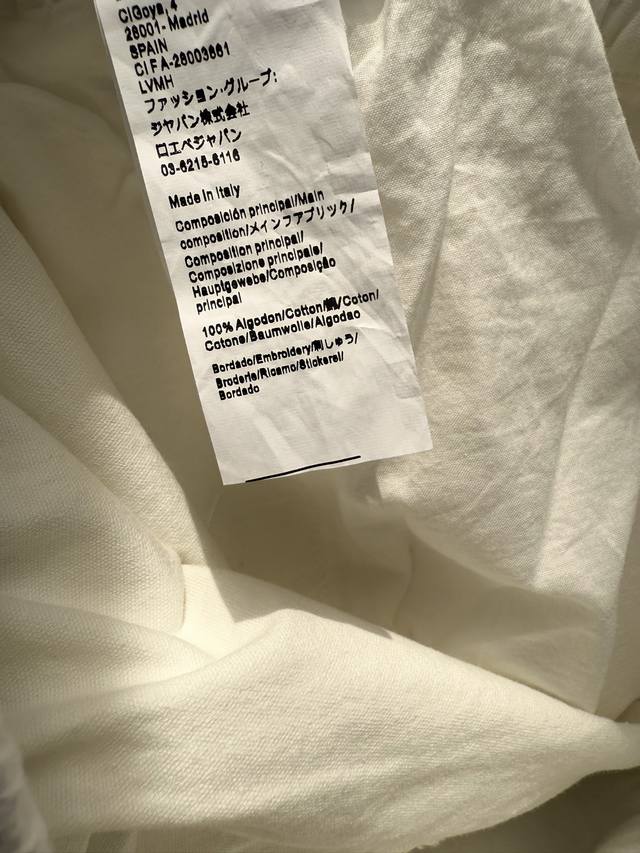 C/Goya, 4
28001- Madrid
SPAIN
CIF A-28003861
LVMH
ファッション・グループ:
ジャパン株式会社
ロエベジャパン
03-6215-6116
Made in Italy
Composición principal/Main
composition/メインファブリック/
Composition principal/
Composizione principale/
Hauptgewebe/Composição
principal
100% Algodon/Cotton/綿/Coton/
Cotone/Baumwolle/Algodao
Bordado/Embroidery/刺しゅう/
Broderie/Ricamo/Stickerei/
Bordado